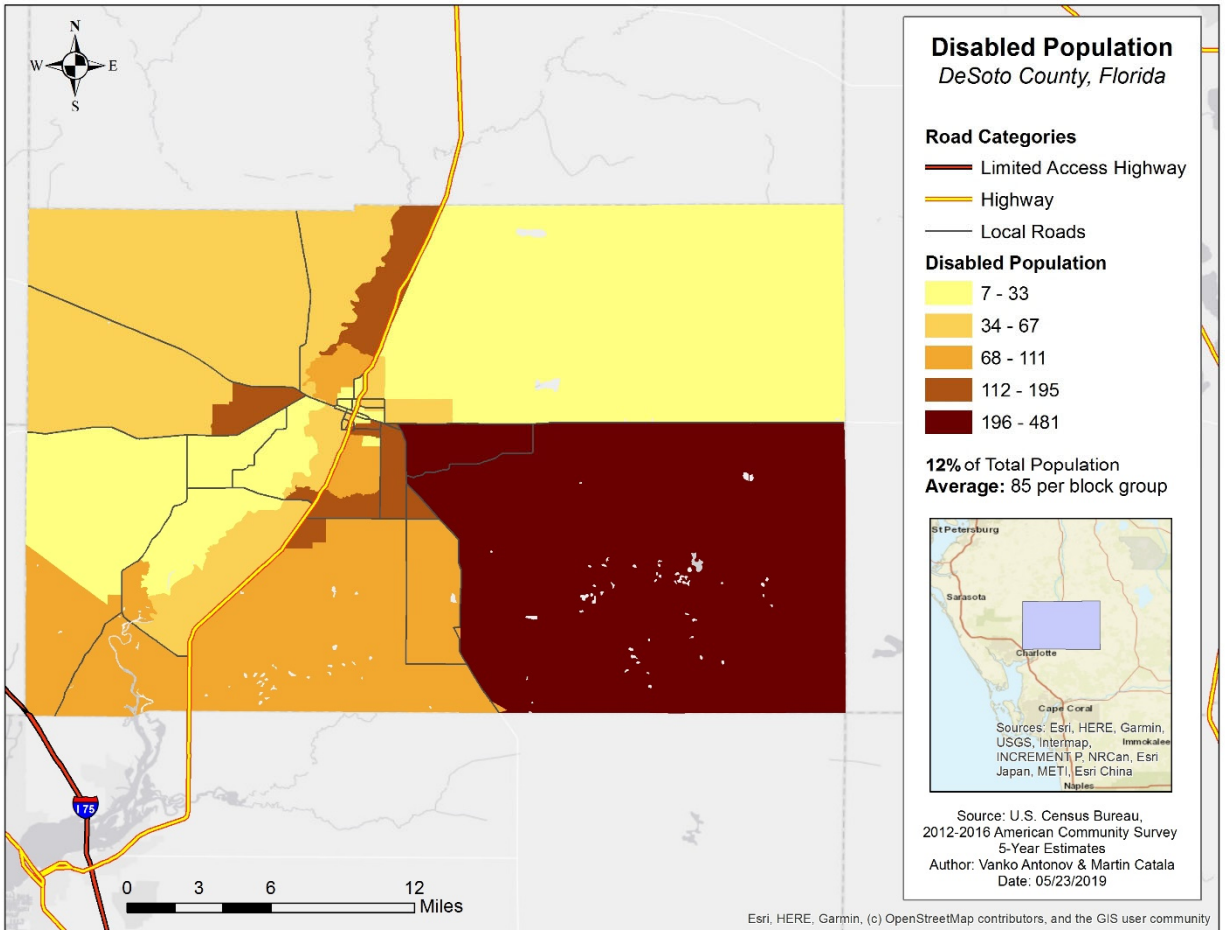 N
W E
S
Disabled Population
DeSoto County, Florida
Road Categories
Limited Access Highway
Highway
Local Roads
Disabled Population
7 - 33
34 - 67
68 - 111
112 - 195
196 - 481
12% of Total Population
Average: 85 per block group
St Petersburg
Sarasota
Charlotte
Cape Coral
Sources: Esri, HERE, Garmin,
USGS, Intermap,
Immokalee
INCREMENT P, NRCan, Esri
Japan, METI, Esri China
Naples
Source: U.S. Census Bureau,
2012-2016 American Community Survey
5-Year Estimates
Author: Vanko Antonov & Martin Catala
Date: 05/23/2019
I 75
0 3 6 12
Miles
Esri, HERE, Garmin, (c) OpenStreetMap contributors, and the GIS user community